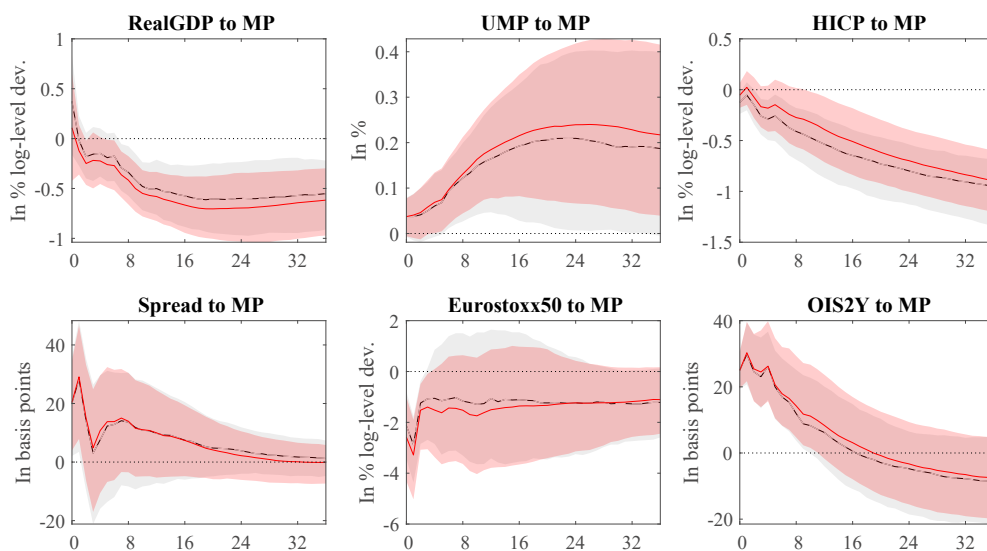 RealGDP to MP
In % log-level dev.
1
0.5
0
-0.5
-1
0 8 16 24 32
UMP to MP
In %
0.4
0.3
0.2
0.1
0
0 8 16 24 32
HICP to MP
In % log-level dev.
0.5
0
-0.5
-1
-1.5
0 8 16 24 32
Spread to MP
In basis points
40
20
0
-20
0 8 16 24 32
Eurostoxx50 to MP
In % log-level dev.
2
0
-2
-4
-6
0 8 16 24 32
OIS2Y to MP
In basis points
40
20
0
-20
0 8 16 24 32